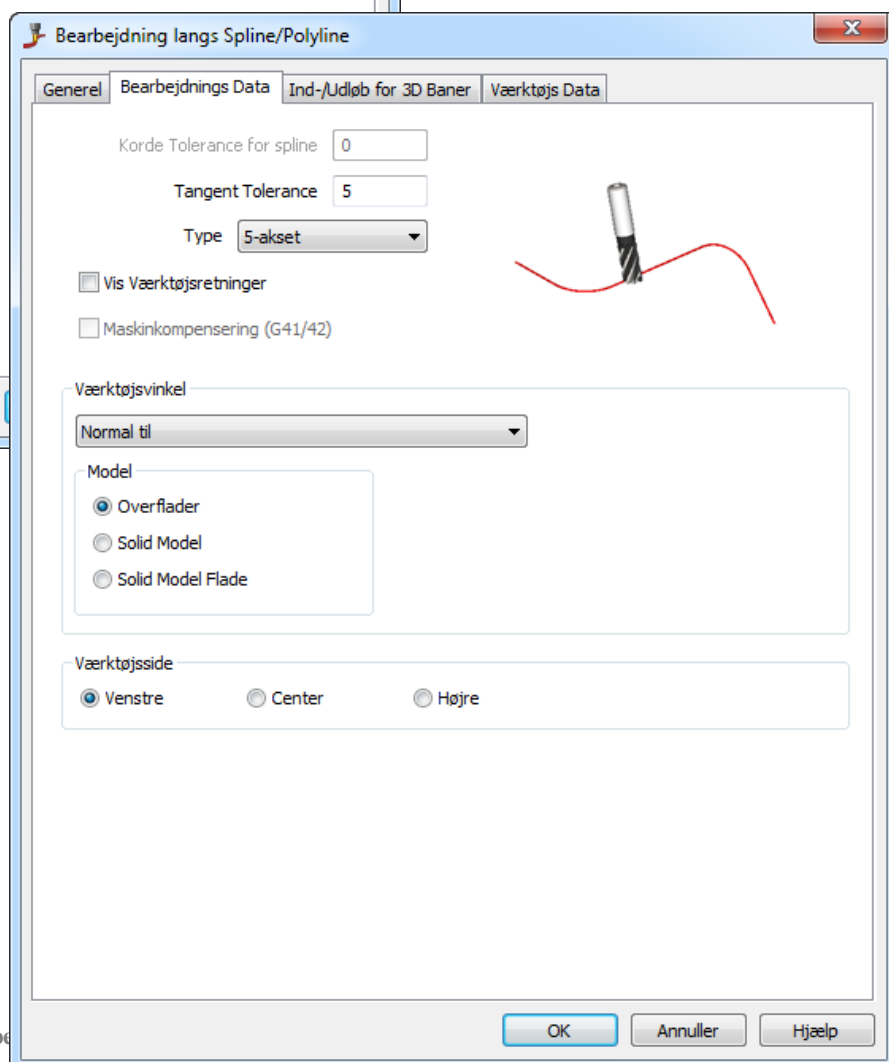 Bearbejdning langs Spline/Polyline
Generel Bearbejdnings Data Ind-/Udløb for 3D Baner Værktøjs Data
Korde Tolerance for spline 0
Tangent Tolerance 5
Type 5-akset
Vis Værktøjsretninger
Maskinkompensering (G41/42)
Værktøjsvinkel
Normal til
Model
Overflader
Solid Model
Solid Model Flade
Værktøjsside
Venstre Center Højre
OK Annuller Hjælp